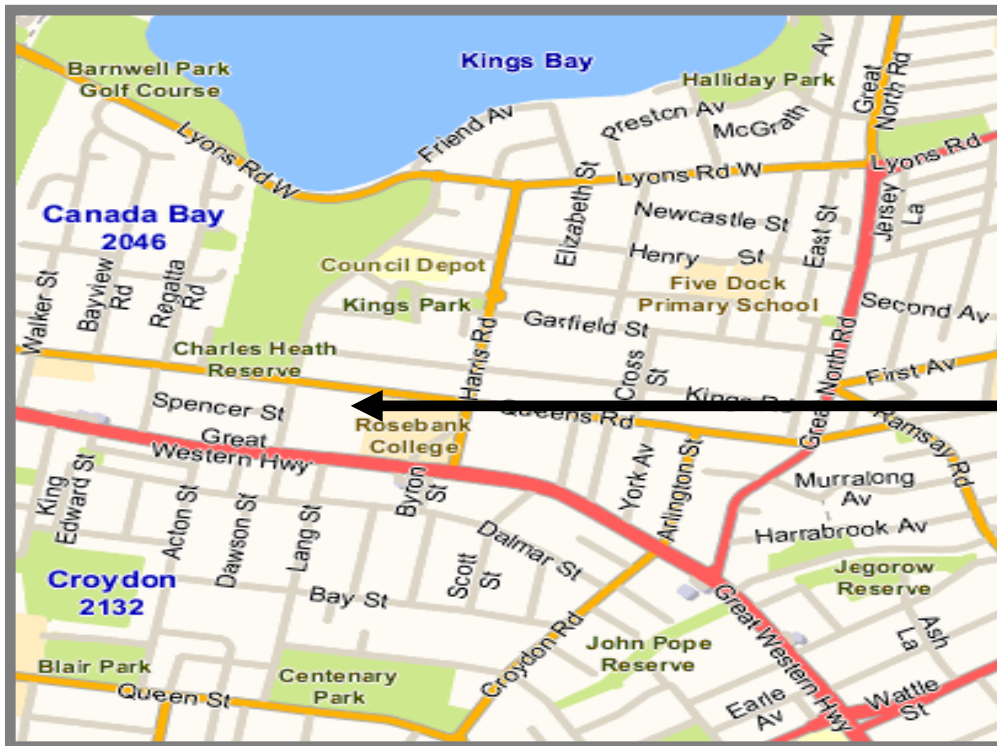 Kings Bay
Barnwell Park
Golf Course
Halliday Park
Av
Great
North Rd
Friend Av
Preston Av
McGrath
Lyons Rd W
Lyons Rd W
Lyons Rd
Canada Bay
2046
Elizabeth St
Newcastle St
Henry St
East St
Jersey
La
Council Depot
Five Dock
Primary School
Kings Park
Walker St
Bayview
Rd
Regatta
Rd
Garfield St
Second Av
Charles Heath
Reserve
Harris Rd
Cross
St
Great North Rd
First Av
Kings Rd
Spencer St
Queens Rd
Ramsay Rd
Rosebank
College
Great
Western Hwy
King
Edward St
Acton St
Dawson St
Lang St
Byron
St
York Av
Arlington St
Murralong
Av
Harrabrook Av
Dalmar St
Scott
St
Croydon
2132
Bay St
Jegorow
Reserve
Great Western Hwy
Ash
La
John Pope
Reserve
Croydon Rd
Blair Park
Queen St
Centenary
Park
Earle
Av
Wattle
St